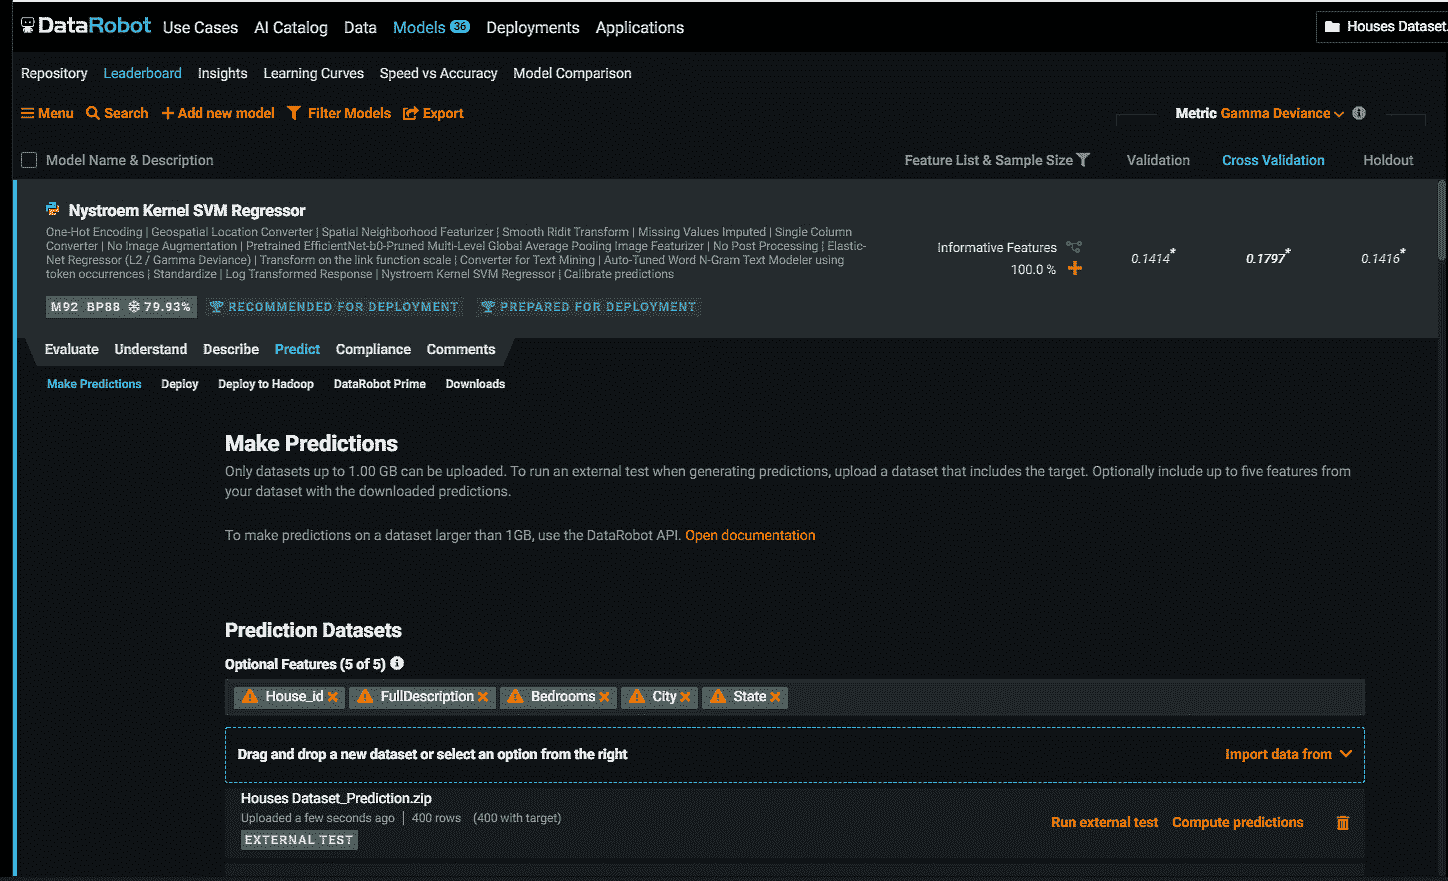 DataRobot Use Cases AI Catalog Data Models 36 Deployments Applications Houses Dataset.
Repository Leaderboard Insights Learning Curves Speed vs Accuracy Model Comparison
Menu Search Add new model Filter Models Export Metric Gamma Deviance
Model Name & Description Feature List & Sample Size Validation Cross Validation Holdout
Nystroem Kernel SVM Regressor
One-Hot Encoding | Geospatial Location Converter | Spatial Neighborhood Featurizer | Smooth Ridit Transform | Missing Values Imputed | Single Column
Converter | No Image Augmentation | Pretrained EfficientNet-b0-Pruned Multi-Level Global Average Pooling Image Featurizer | No Post Processing | Elastic-
Net Regressor (L2 / Gamma Deviance) | Transform on the link function scale | Converter for Text Mining | Auto-Tuned Word N-Gram Text Modeler using
token occurrences | Standardize | Log Transformed Response | Nystroem Kernel SVM Regressor | Calibrate predictions
Informative Features
100.0 %
0.1414* 0.1797* 0.1416*
M92 BP88 79.93% RECOMMENDED FOR DEPLOYMENT PREPARED FOR DEPLOYMENT
Evaluate Understand Describe Predict Compliance Comments
Make Predictions Deploy Deploy to Hadoop DataRobot Prime Downloads
Make Predictions
Only datasets up to 1.00 GB can be uploaded. To run an external test when generating predictions, upload a dataset that includes the target. Optionally include up to five features from
your dataset with the downloaded predictions.
To make predictions on a dataset larger than 1GB, use the DataRobot API. Open documentation
Prediction Datasets
Optional Features (5 of 5)
House_id FullDescription Bedrooms City State
Drag and drop a new dataset or select an option from the right Import data from
Houses Dataset_Prediction.zip
Uploaded a few seconds ago | 400 rows (400 with target)
EXTERNAL TEST
Run external test Compute predictions